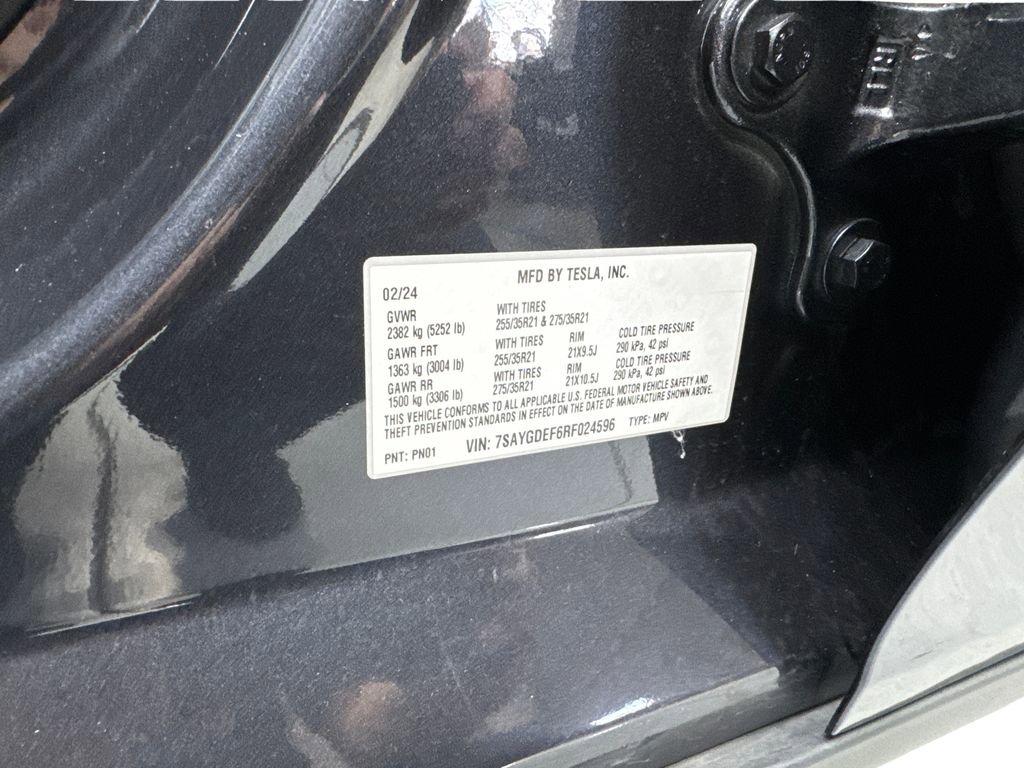 MFD BY TESLA, INC.
02/24
GVWR
2382 kg (5252 lb)
WITH TIRES
255/35R21 & 275/35R21
GAWR FRT
1363 kg (3004 lb)
WITH TIRES
255/35R21
RIM
21X9.5J
COLD TIRE PRESSURE
290 kPa, 42 psi
GAWR RR
1500 kg (3306 lb)
WITH TIRES
275/35R21
RIM
21X10.5J
COLD TIRE PRESSURE
290 kPa, 42 psi
THIS VEHICLE CONFORMS TO ALL APPLICABLE U.S. FEDERAL MOTOR VEHICLE SAFETY AND
THEFT PREVENTION STANDARDS IN EFFECT ON THE DATE OF MANUFACTURE SHOWN ABOVE.
PNT: PN01 VIN: 7SAYGDEF6RF024596 TYPE: MPV